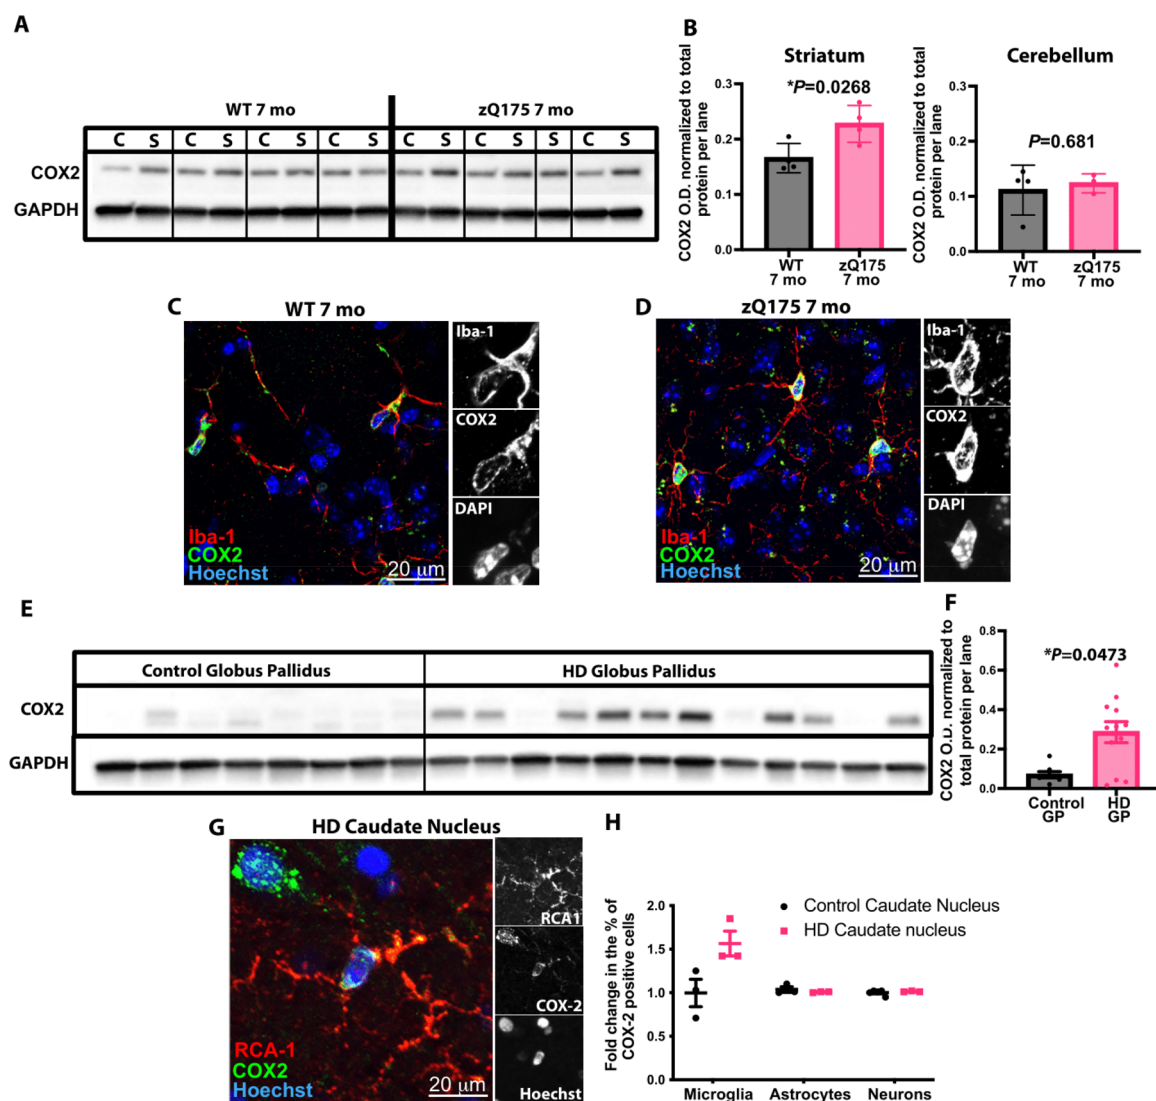 A
WT 7 mo
zQ175 7 mo
C S C S C S C S C S C S C S C S
COX2
GAPDH
B
Striatum
COX2 O.D. normalized to total
protein per lane
0.3
0.2
0.1
0.0
*P=0.0268
WT
7 mo
zQ175
7 mo
Cerebellum
COX2 O.D. normalized to total
protein per lane
0.3
0.2
0.1
0.0
P=0.681
WT
7 mo
zQ175
7 mo
C
WT 7 mo
Iba-1
COX2
Hoechst
20 μm
Iba-1
COX2
DAPI
D
zQ175 7 mo
Iba-1
COX2
Hoechst
20 μm
Iba-1
COX2
DAPI
E
Control Globus Pallidus
HD Globus Pallidus
COX2
GAPDH
F
COX2 O.D. normalized to
total protein per lane
0.8
0.6
0.4
0.2
0.0
*P=0.0473
Control
GP
HD
GP
G
HD Caudate Nucleus
RCA-1
COX2
Hoechst
20 μm
RCA1
COX-2
Hoechst
H
Fold change in the % of
COX-2 positive cells
2.0
1.5
1.0
0.5
0.0
Control Caudate Nucleus
HD Caudate nucleus
Microglia
Astrocytes
Neurons